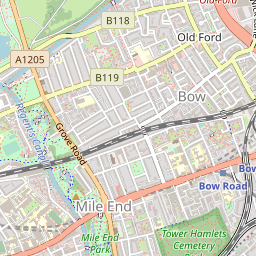 B118
Old Ford
Old-Ford
A1205
B119
Bow
Regent's Canal
Grove Road
Bow
Bow Road
Mile End
Mile End
Park
Tower Hamlets
Cemetery